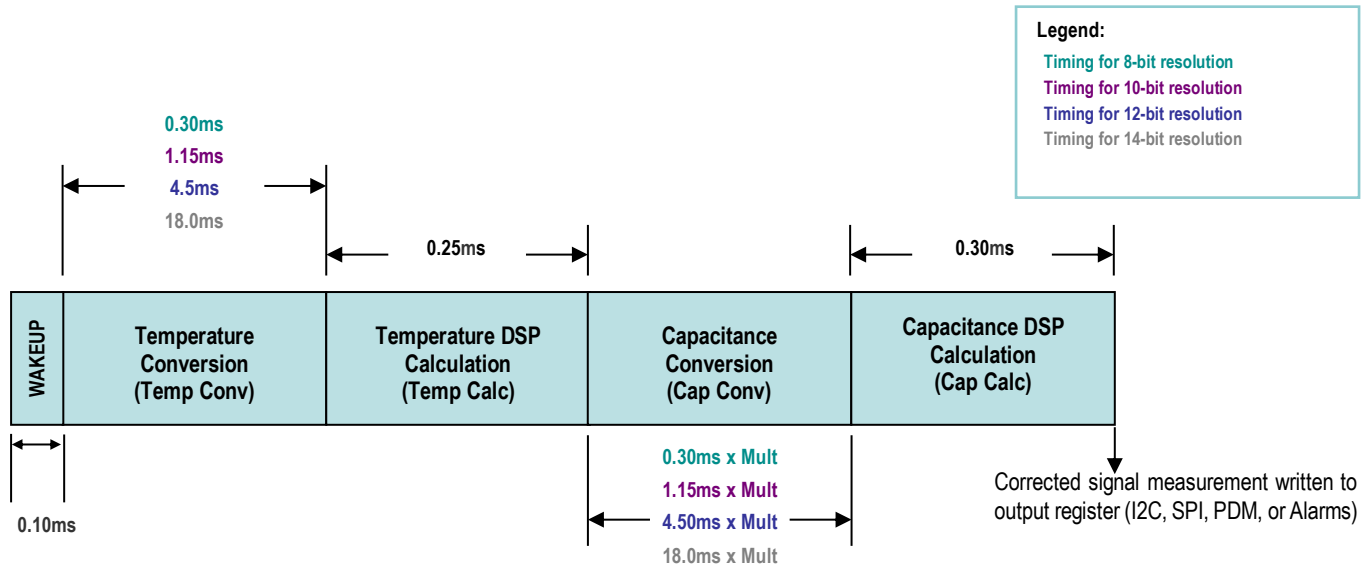 Legend:
Timing for 8-bit resolution
Timing for 10-bit resolution
Timing for 12-bit resolution
Timing for 14-bit resolution
0.30ms
1.15ms
4.5ms
18.0ms
0.25ms
0.30ms
WAKEUP
Temperature
Conversion
(Temp Conv)
Temperature DSP
Calculation
(Temp Calc)
Capacitance
Conversion
(Cap Conv)
Capacitance DSP
Calculation
(Cap Calc)
0.10ms
0.30ms x Mult
1.15ms x Mult
4.50ms x Mult
18.0ms x Mult
Corrected signal measurement written to
output register (I2C, SPI, PDM, or Alarms)